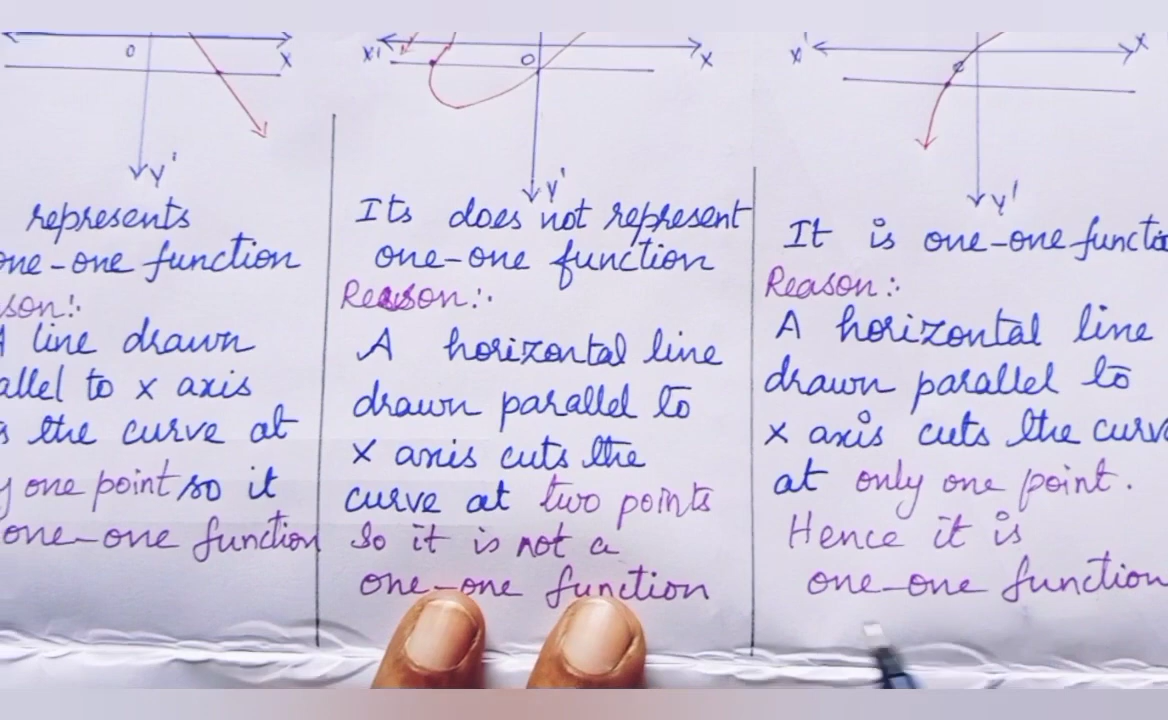 O
X
Y'
represents
one-one function
son:.
A line drawn
allel to x axis
s the curve at
y one point so it
one-one function
X'
O
X
Y'
Its does not represent
one-one function
Reason:.
A horizontal line
drawn parallel to
x axis cuts the
curve at two points
So it is not a
one-one function
X'
X
Y'
It is one-one functio
Reason:.
A horizontal line
drawn parallel to
x axis cuts the curve
at only one point.
Hence it is
one-one function